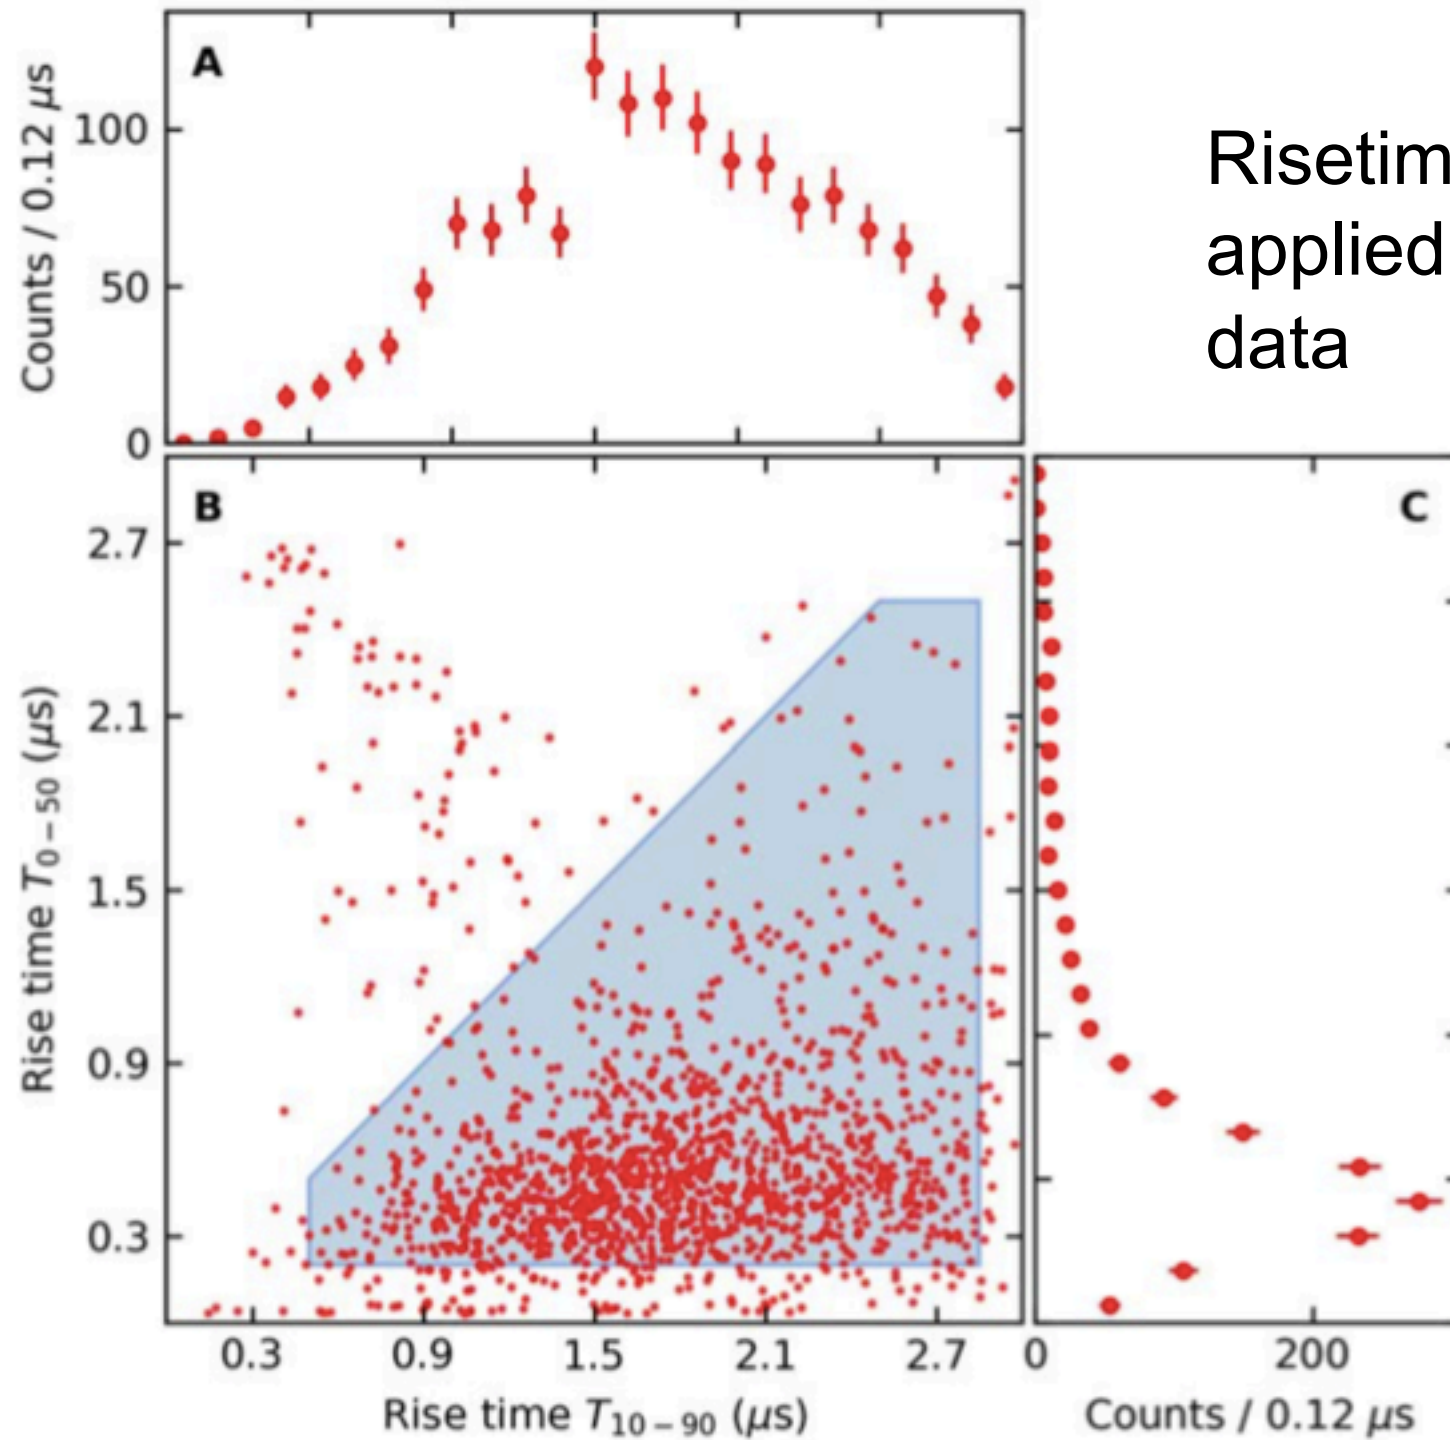 A
Counts / 0.12 μs
100
50
0
Risetim
applied
data
B
C
Rise time T0−50 (μs)
2.7
2.1
1.5
0.9
0.3
0.3 0.9 1.5 2.1 2.7
Rise time T10−90 (μs)
0 200
Counts / 0.12 μs